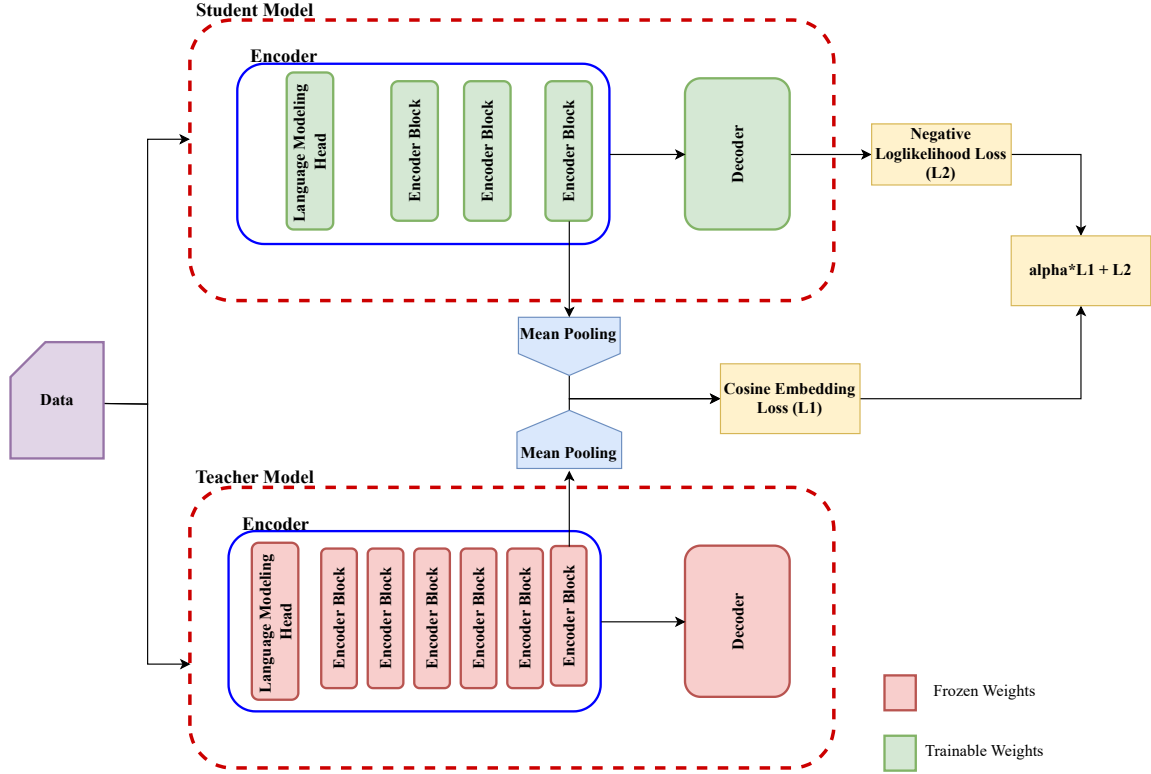 Student Model
Encoder
Language Modeling
Head
Encoder Block
Encoder Block
Encoder Block
Decoder
Negative
Loglikelihood Loss
(L2)
alpha*L1 + L2
Mean Pooling
Data
Cosine Embedding
Loss (L1)
Mean Pooling
Teacher Model
Encoder
Language Modeling
Head
Encoder Block
Encoder Block
Encoder Block
Encoder Block
Encoder Block
Encoder Block
Decoder
Frozen Weights
Trainable Weights